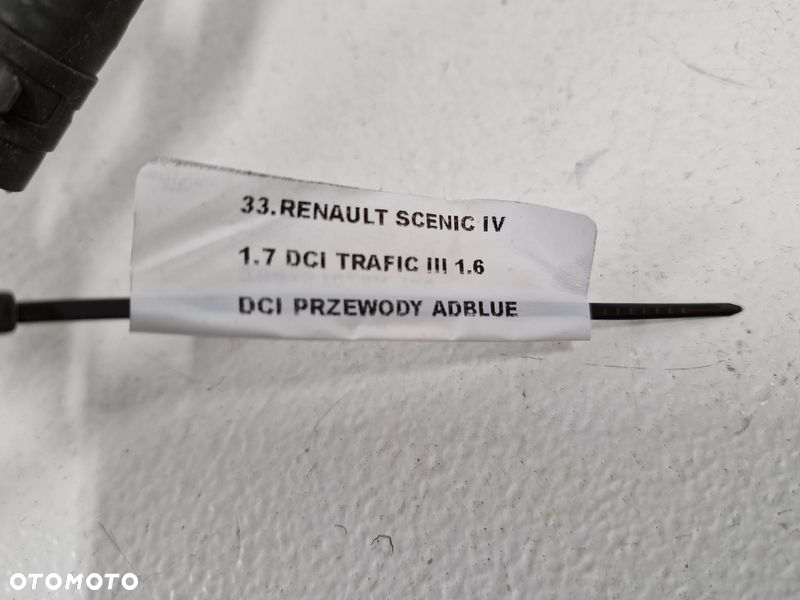 33.RENAULT SCENIC IV
1.7 DCI TRAFIC III 1.6
DCI PRZEWODY ADBLUE
OTOMOTO